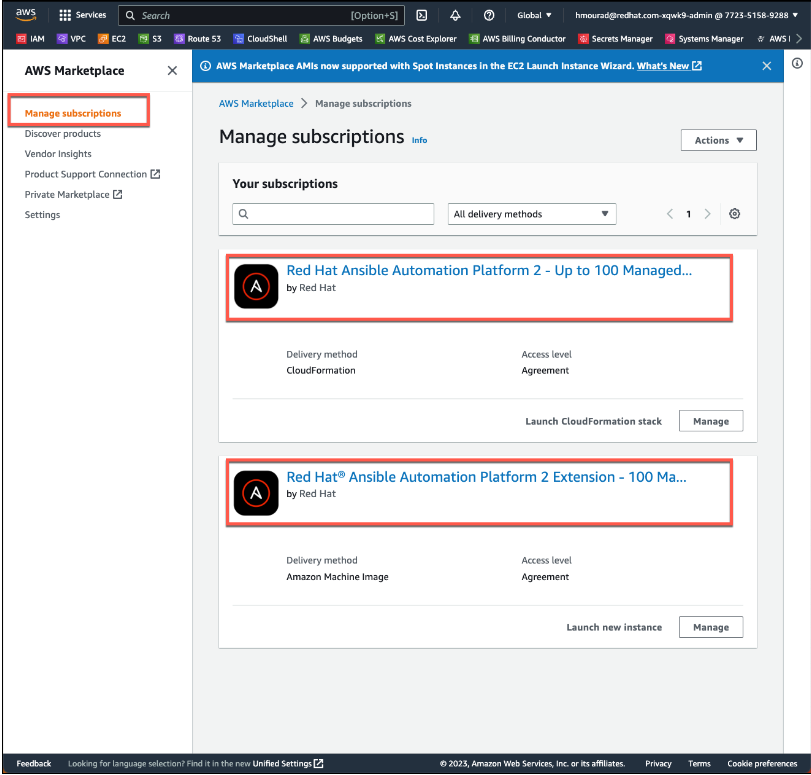 aws
Services
Search [Option+S]
Global
hmourad@redhat.com-xqwk9-admin @ 7723-5158-9288
IAM
VPC
EC2
S3
Route 53
CloudShell
AWS Budgets
AWS Cost Explorer
AWS Billing Conductor
Secrets Manager
Systems Manager
AWS
AWS Marketplace
Manage subscriptions
Discover products
Vendor Insights
Product Support Connection
Private Marketplace
Settings
AWS Marketplace AMIs now supported with Spot Instances in the EC2 Launch Instance Wizard. What's New
AWS Marketplace > Manage subscriptions
Manage subscriptions Info
Actions
Your subscriptions
All delivery methods
1
Red Hat Ansible Automation Platform 2 - Up to 100 Managed...
by Red Hat
Delivery method
CloudFormation
Access level
Agreement
Launch CloudFormation stack
Manage
Red Hat® Ansible Automation Platform 2 Extension - 100 Ma...
by Red Hat
Delivery method
Amazon Machine Image
Access level
Agreement
Launch new instance
Manage
Feedback
Looking for language selection? Find it in the new Unified Settings
© 2023, Amazon Web Services, Inc. or its affiliates.
Privacy
Terms
Cookie preferences